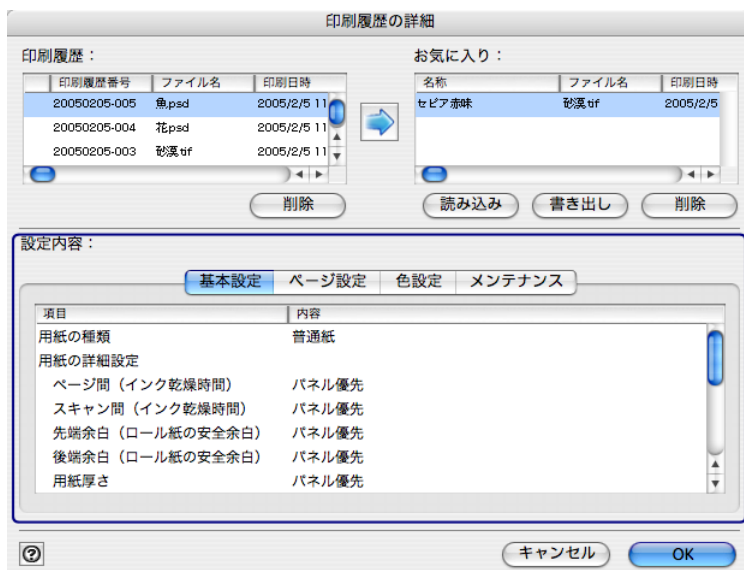 印刷履歴の詳細
印刷履歴：
印刷履歴番号 ファイル名 印刷日時
20050205-005 魚.psd 2005/2/5 11
20050205-004 花.psd 2005/2/5 11
20050205-003 砂漠.tif 2005/2/5 11
削除
お気に入り：
名称 ファイル名 印刷日時
セピア赤味 砂漠.tif 2005/2/5
読み込み 書き出し 削除
設定内容：
基本設定 ページ設定 色設定 メンテナンス
項目 内容
用紙の種類 普通紙
用紙の詳細設定
ページ間（インク乾燥時間） パネル優先
スキャン間（インク乾燥時間） パネル優先
先端余白（ロール紙の安全余白） パネル優先
後端余白（ロール紙の安全余白） パネル優先
用紙厚さ パネル優先
? キャンセル OK